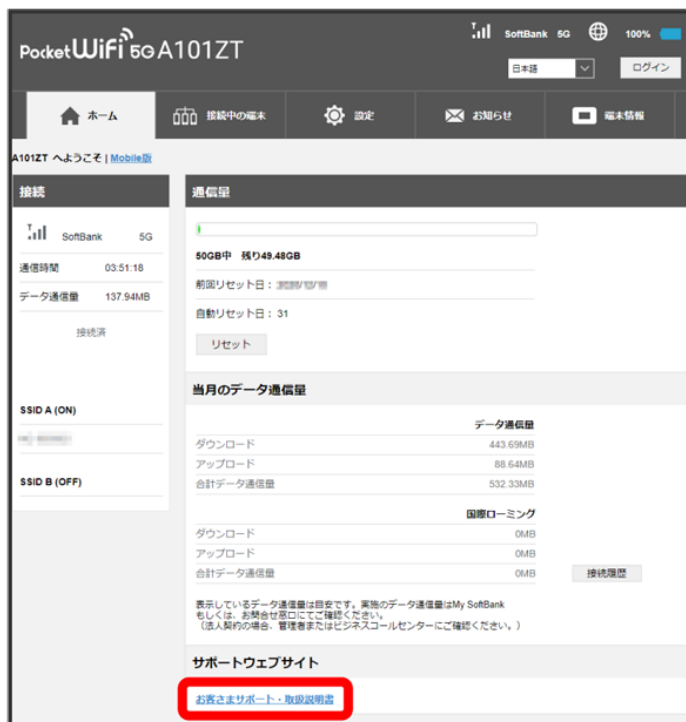 SoftBank 5G 100%
PocketWiFi 5G A101ZT
日本語 ログイン
ホーム 接続中の端末 設定 お知らせ 端末情報
A101ZT へようこそ | Mobile版
接続
SoftBank 5G
通信時間 03:51:18
データ通信量 137.94MB
接続済
SSID A (ON)
SSID B (OFF)
通信量
50GB中 残り49.48GB
前回リセット日：
自動リセット日： 31
リセット
当月のデータ通信量
データ通信量
ダウンロード 443.69MB
アップロード 88.64MB
合計データ通信量 532.33MB
国際ローミング
ダウンロード 0MB
アップロード 0MB
合計データ通信量 0MB 接続履歴
表示しているデータ通信量は目安です。実施のデータ通信量はMy SoftBank
もしくは、お問合せ窓口にてご確認ください。
（法人契約の場合、管理者またはビジネスコールセンターにご確認ください。）
サポートウェブサイト
お客さまサポート・取扱説明書